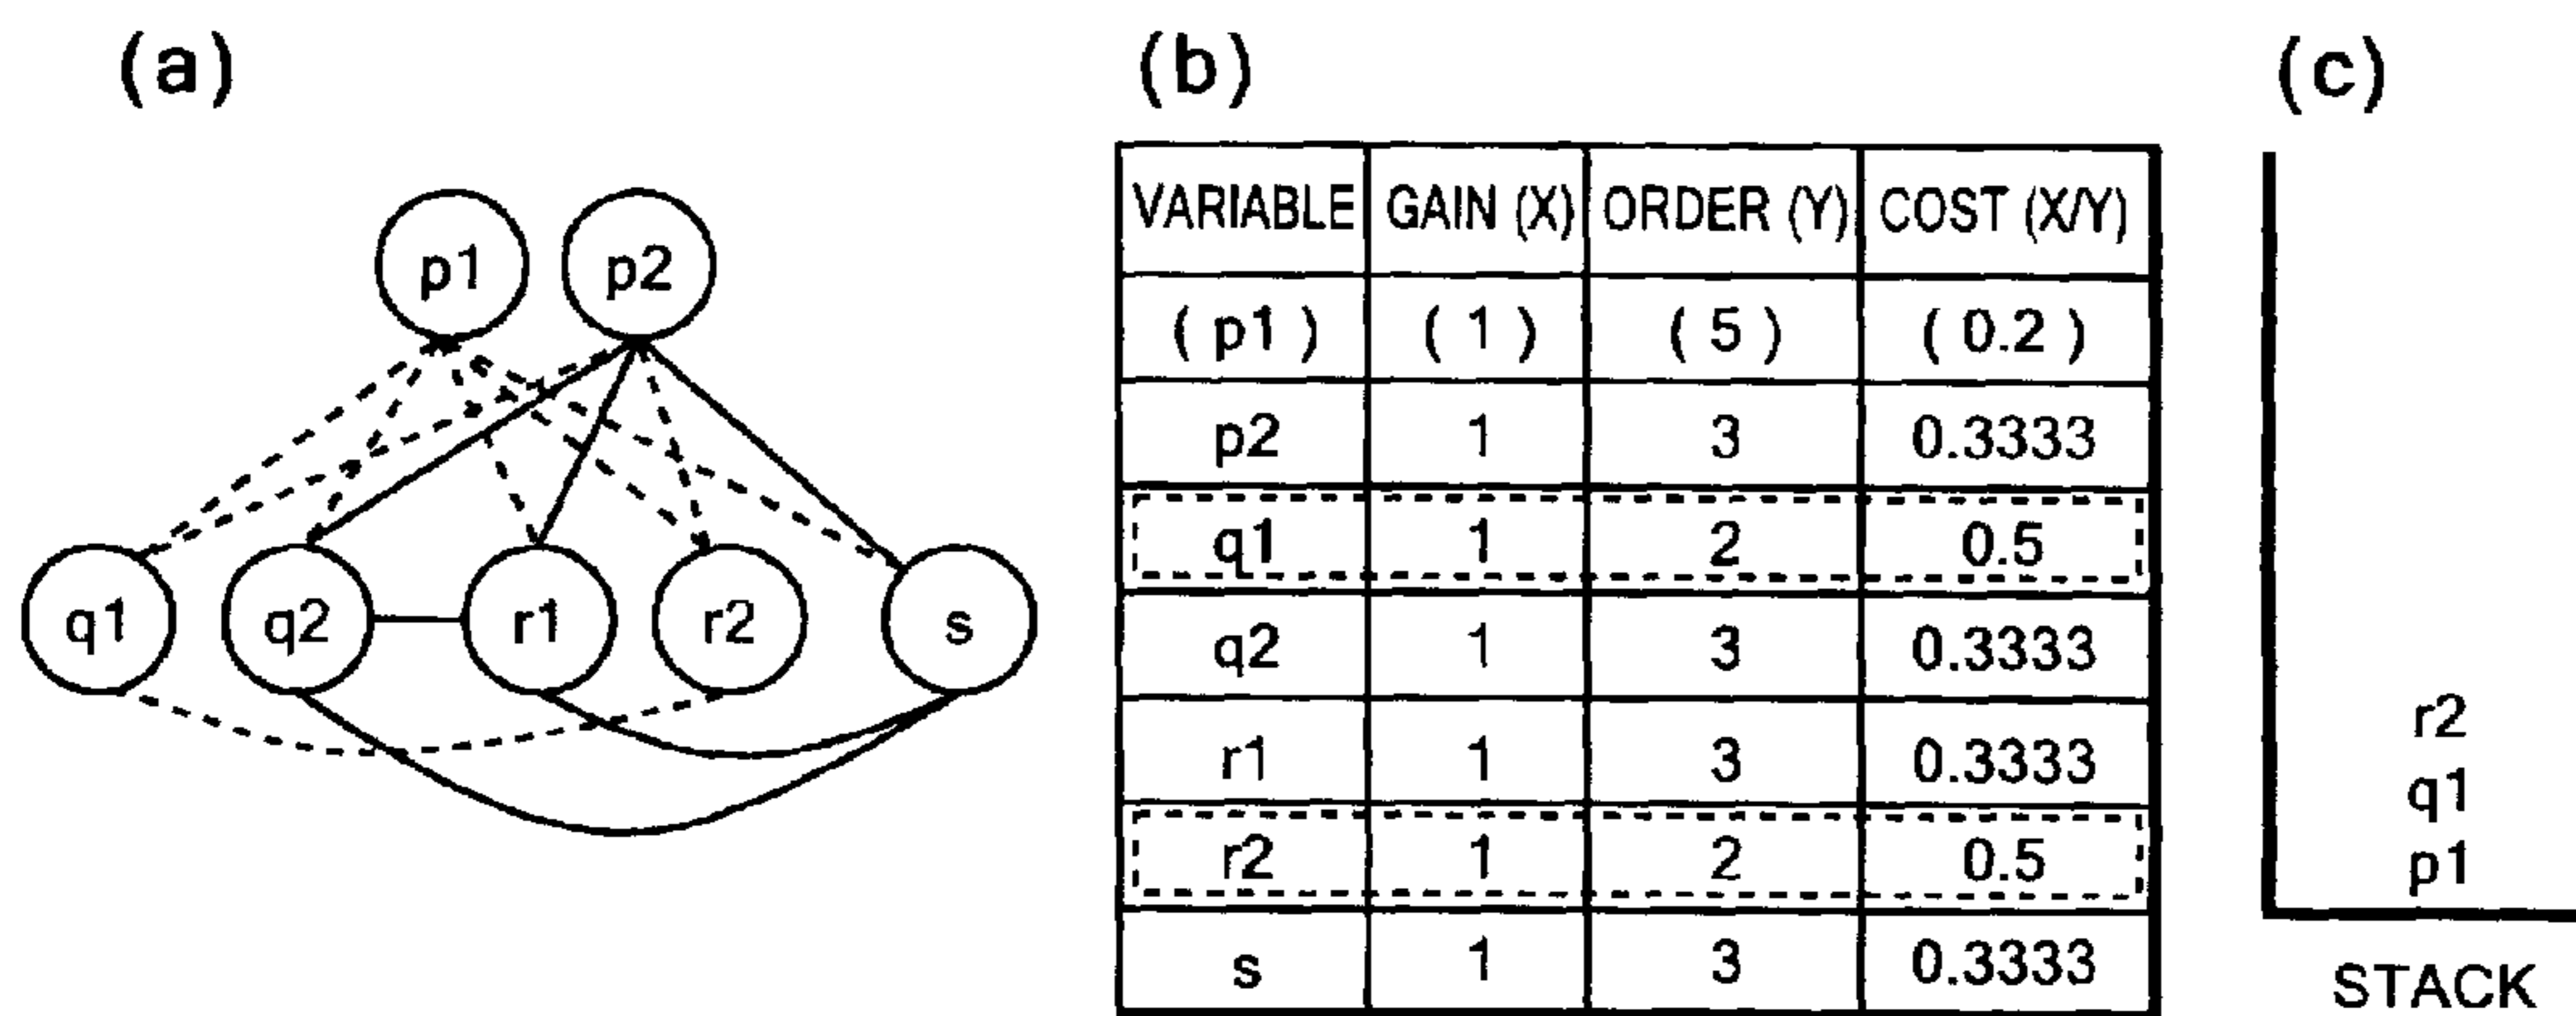 (a)
p1 p2
q1 q2 r1 r2 s
(b)
VARIABLE GAIN (X) ORDER (Y) COST (X/Y)
( p1 ) ( 1 ) ( 5 ) ( 0.2 )
p2 1 3 0.3333
q1 1 2 0.5
q2 1 3 0.3333
r1 1 3 0.3333
r2 1 2 0.5
s 1 3 0.3333
(c)
r2
q1
p1
STACK